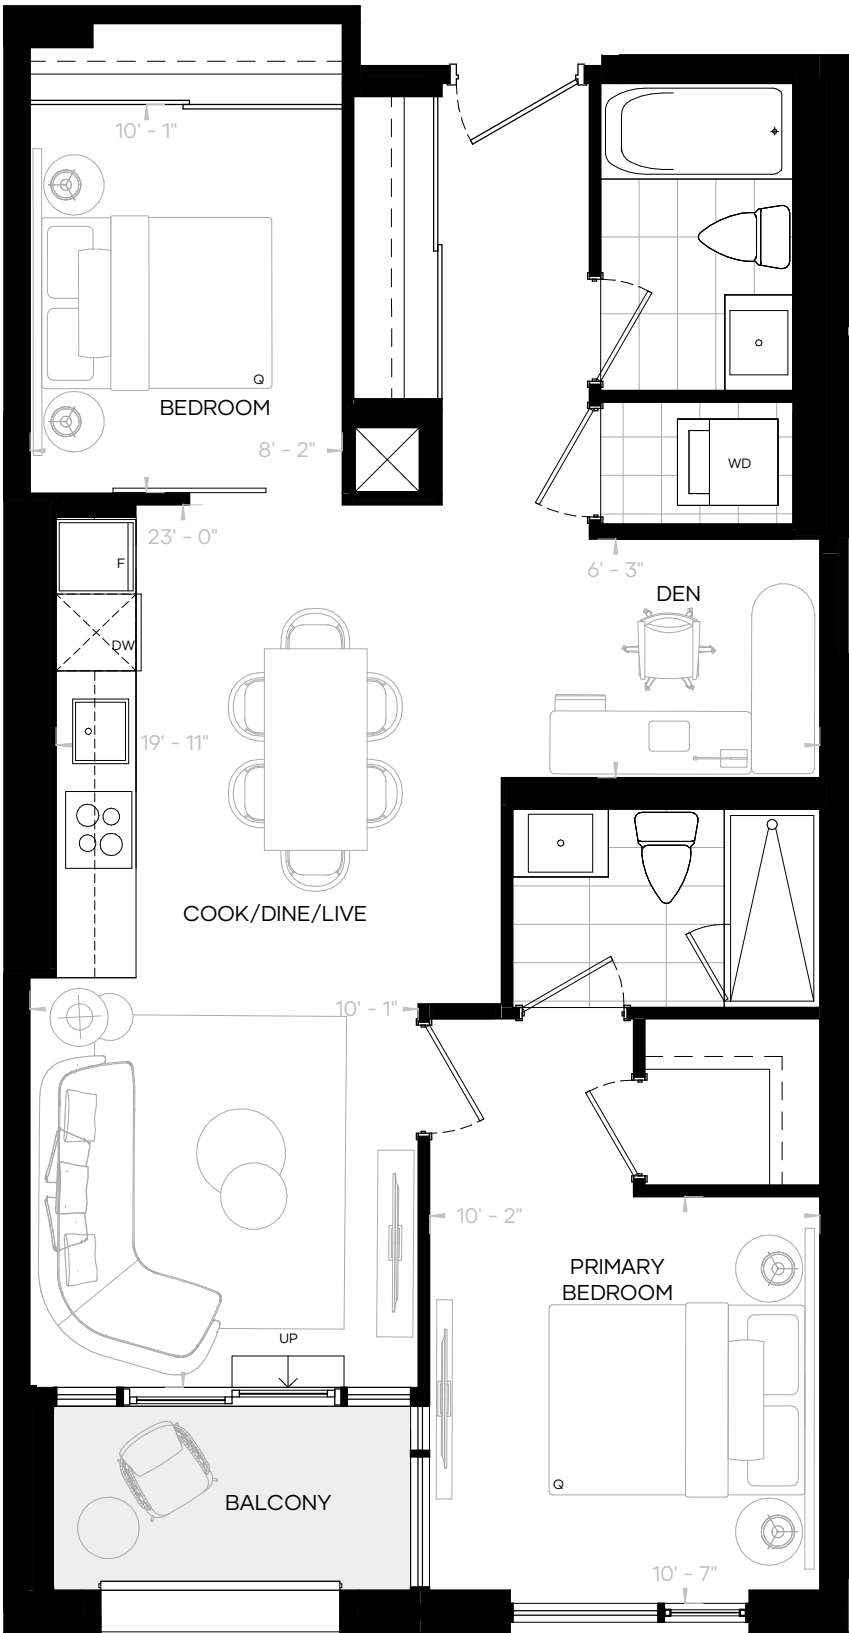 10' - 1"
Q
BEDROOM
8' - 2"
WD
23' - 0"
F
6' - 3"
DEN
DW
19' - 11"
COOK/DINE/LIVE
10' - 1"
10' - 2"
PRIMARY
BEDROOM
UP
Q
BALCONY
10' - 7"